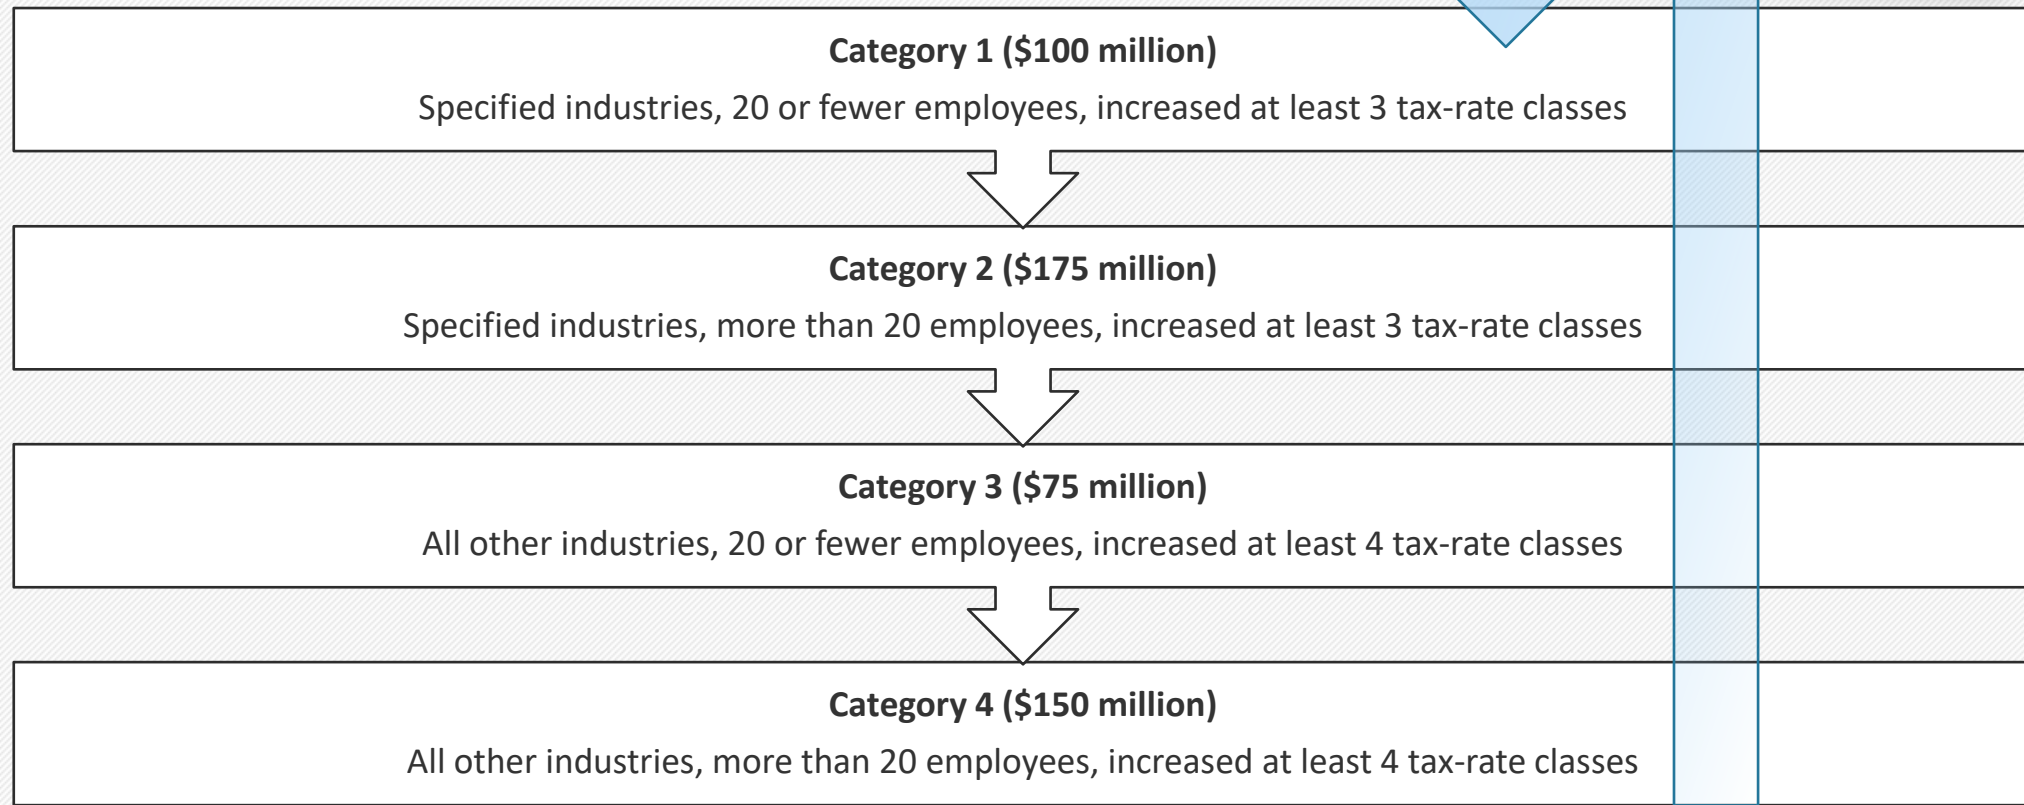 Category 1 ($100 million)
Specified industries, 20 or fewer employees, increased at least 3 tax-rate classes
Category 2 ($175 million)
Specified industries, more than 20 employees, increased at least 3 tax-rate classes
Category 3 ($75 million)
All other industries, 20 or fewer employees, increased at least 4 tax-rate classes
Category 4 ($150 million)
All other industries, more than 20 employees, increased at least 4 tax-rate classes